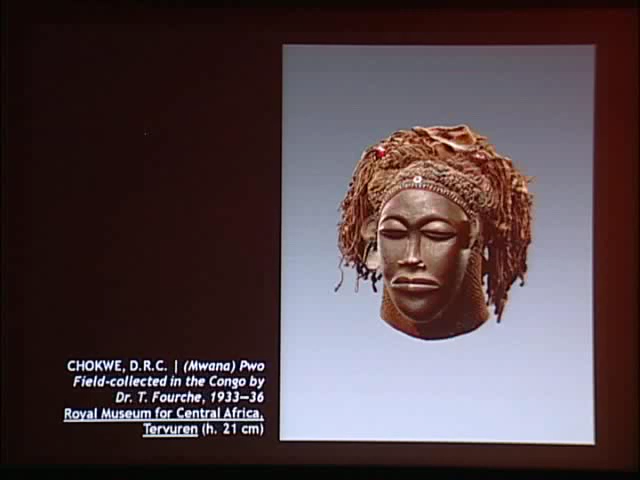 CHOKWE, D.R.C. | (Mwana) Pwo
Field-collected in the Congo by
Dr. T. Fourche, 1933—36
Royal Museum for Central Africa,
Tervuren (h. 21 cm)